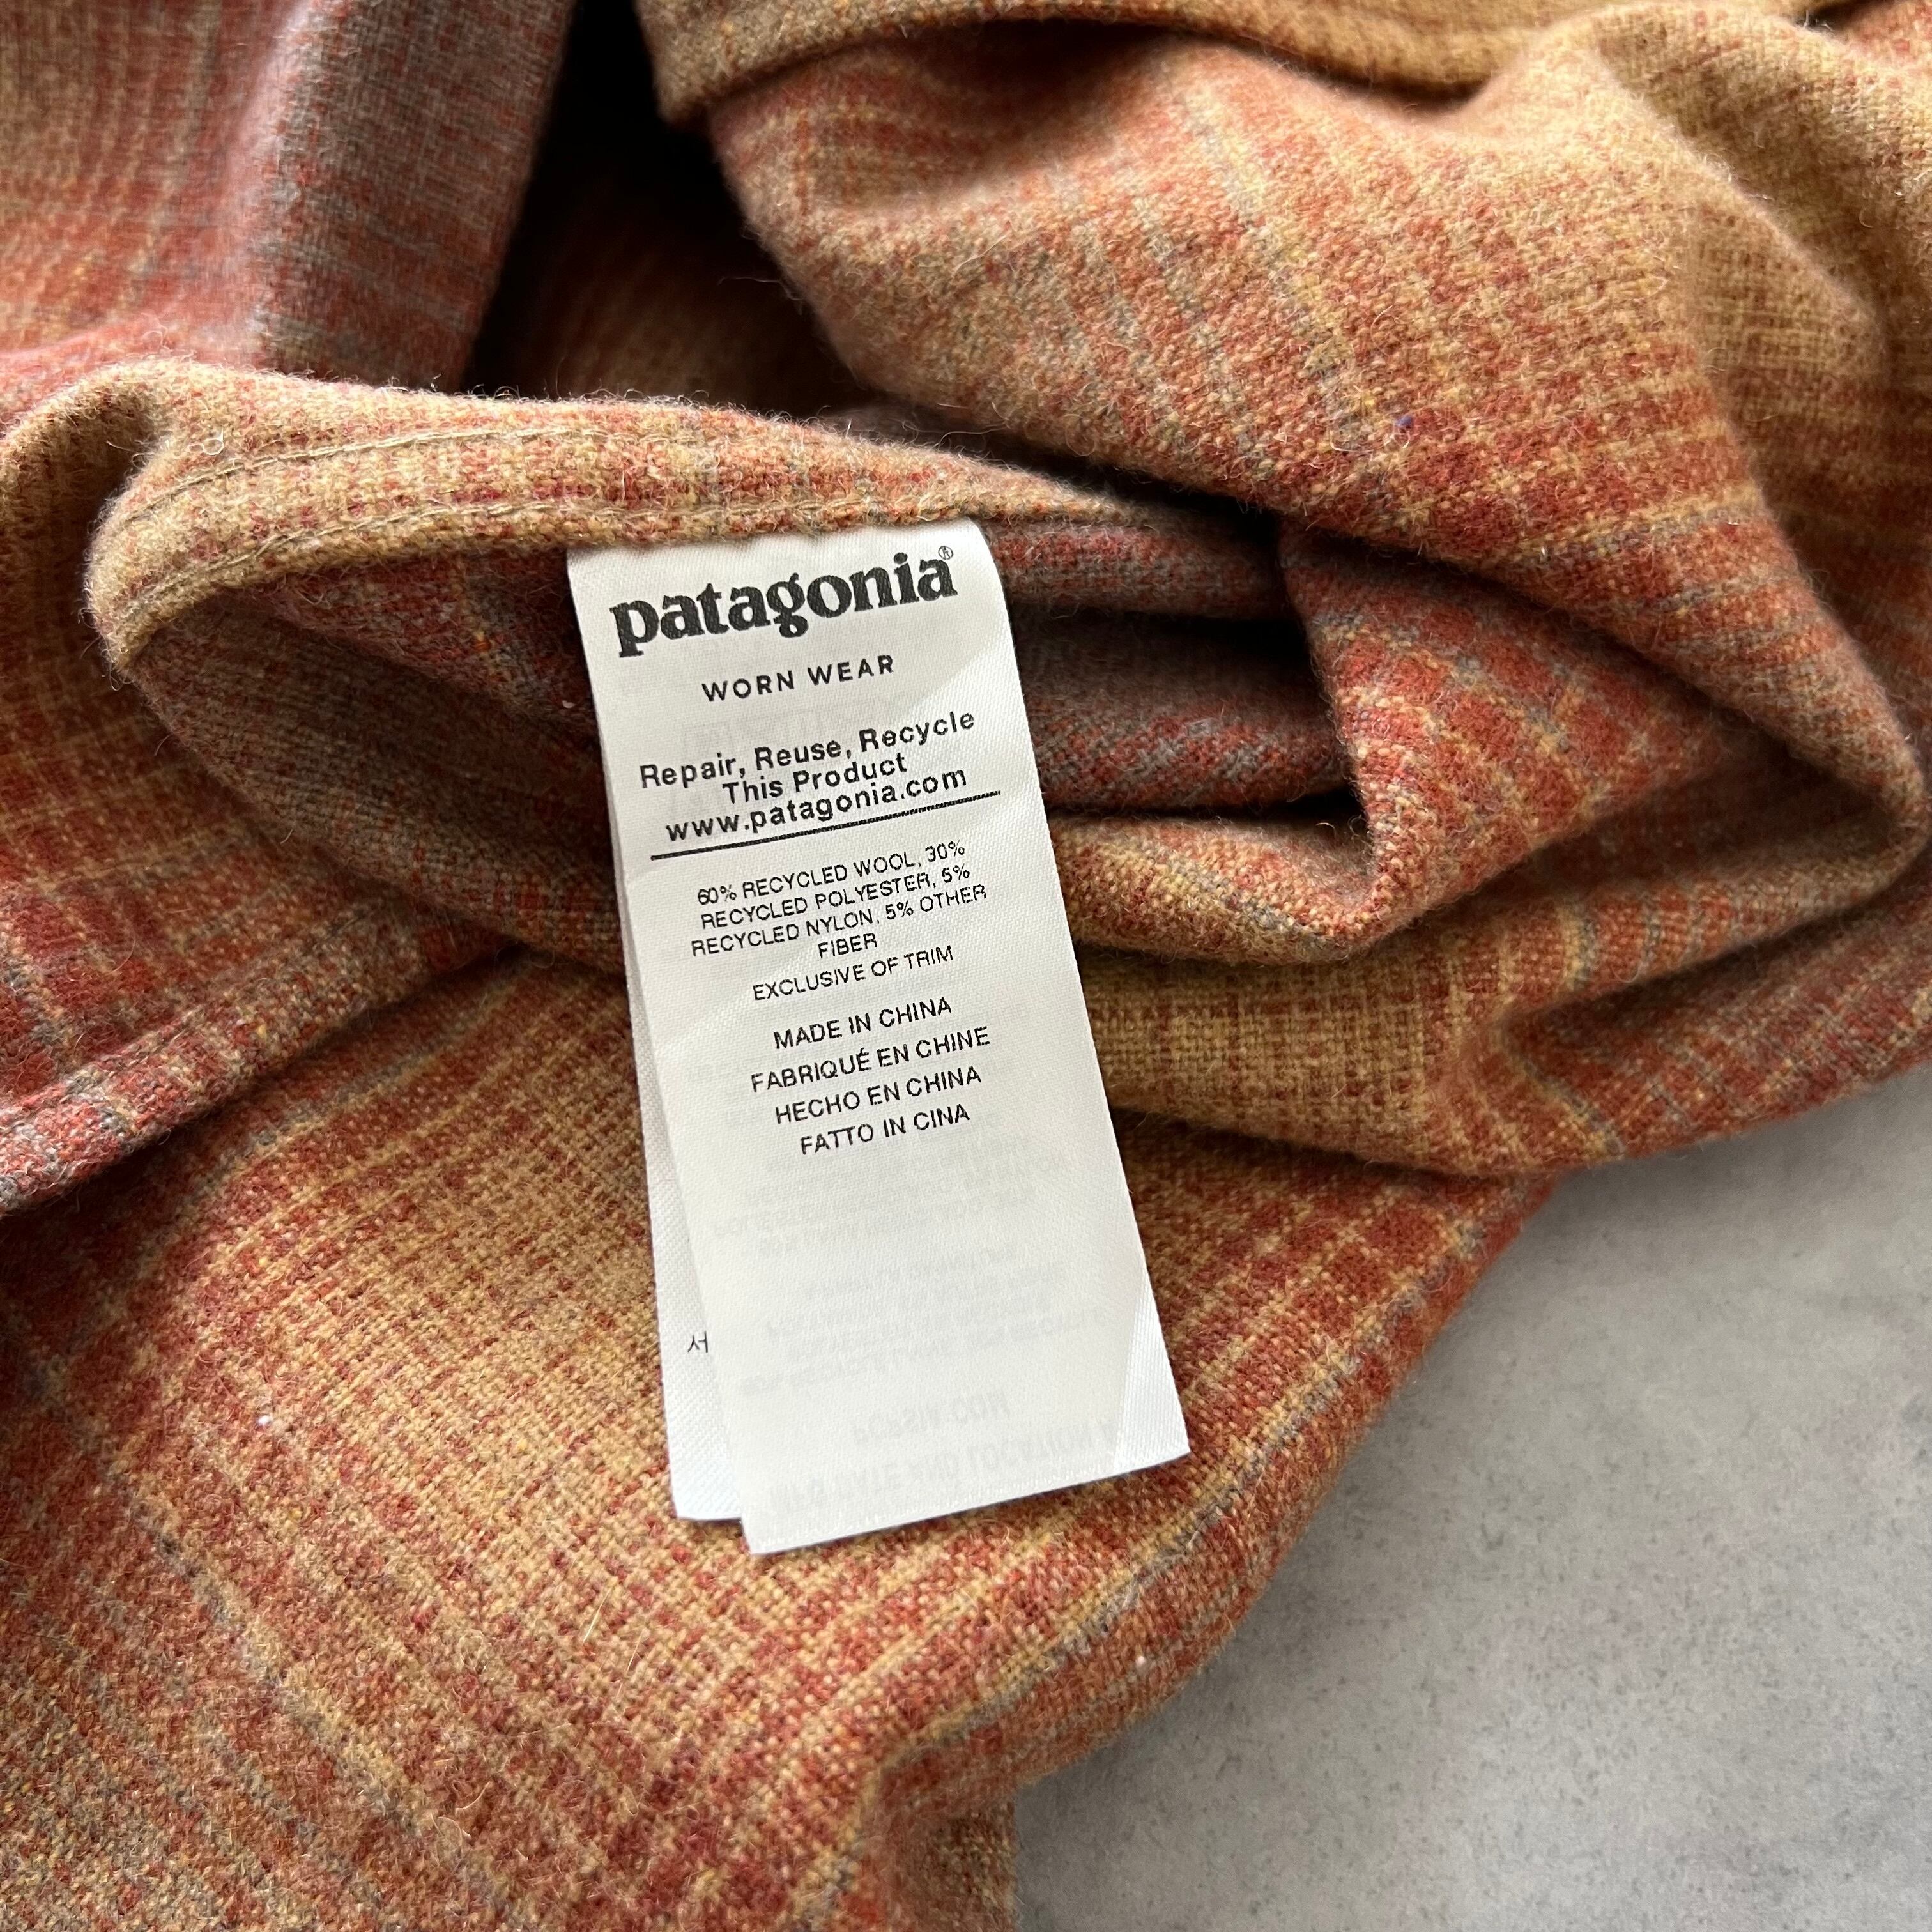 patagonia®
WORN WEAR
Repair, Reuse, Recycle
This Product
www.patagonia.com
60% RECYCLED WOOL, 30%
RECYCLED POLYESTER, 5%
RECYCLED NYLON, 5% OTHER
FIBER
EXCLUSIVE OF TRIM
MADE IN CHINA
FABRIQUÉ EN CHINE
HECHO EN CHINA
FATTO IN CINA
서